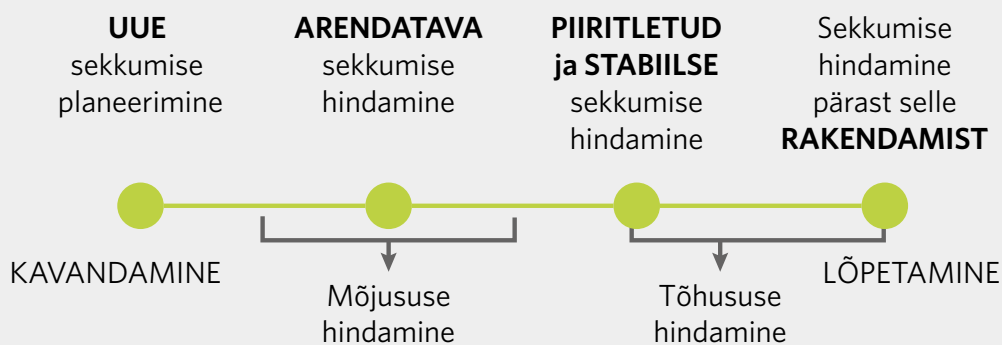 UUE
sekkumise
planeerimine
ARENDATAVA
sekkumise
hindamine
PIIRITLETUD
ja STABIILSE
sekkumise
hindamine
Sekkumise
hindamine
pärast selle
RAKENDAMIST
KAVANDAMINE
LÕPETAMINE
Mõjususe
hindamine
Tõhususe
hindamine